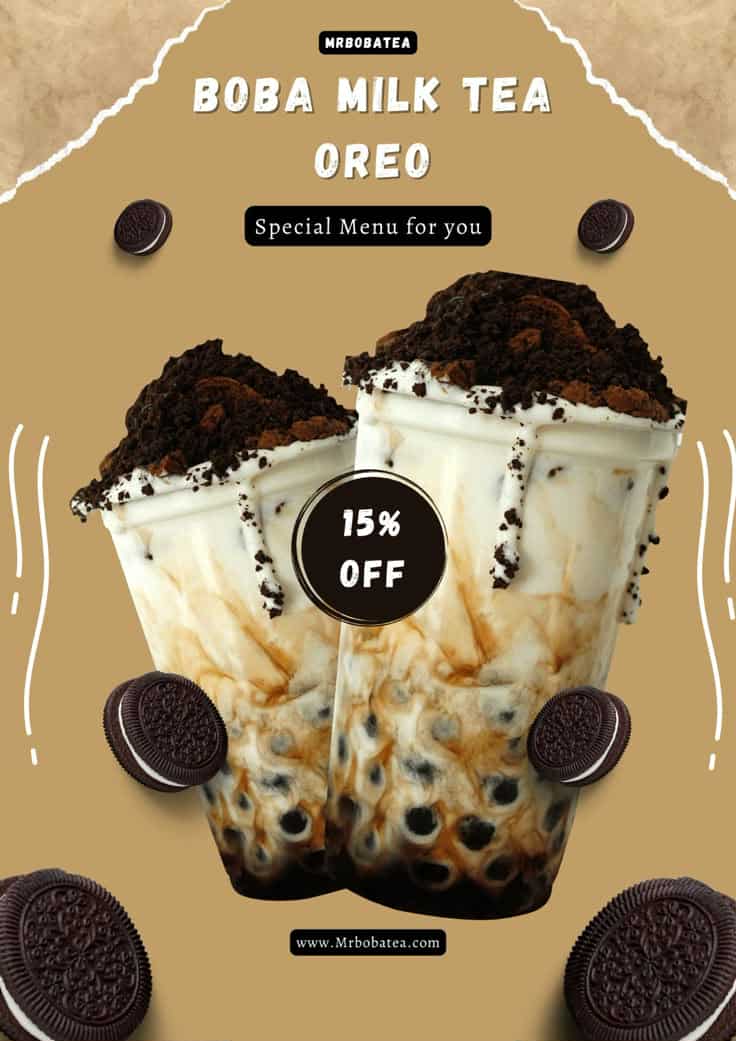 MRBOBATEA
BOBA MILK TEA
OREO
Special Menu for you
15%
OFF
www.Mrbobatea.com